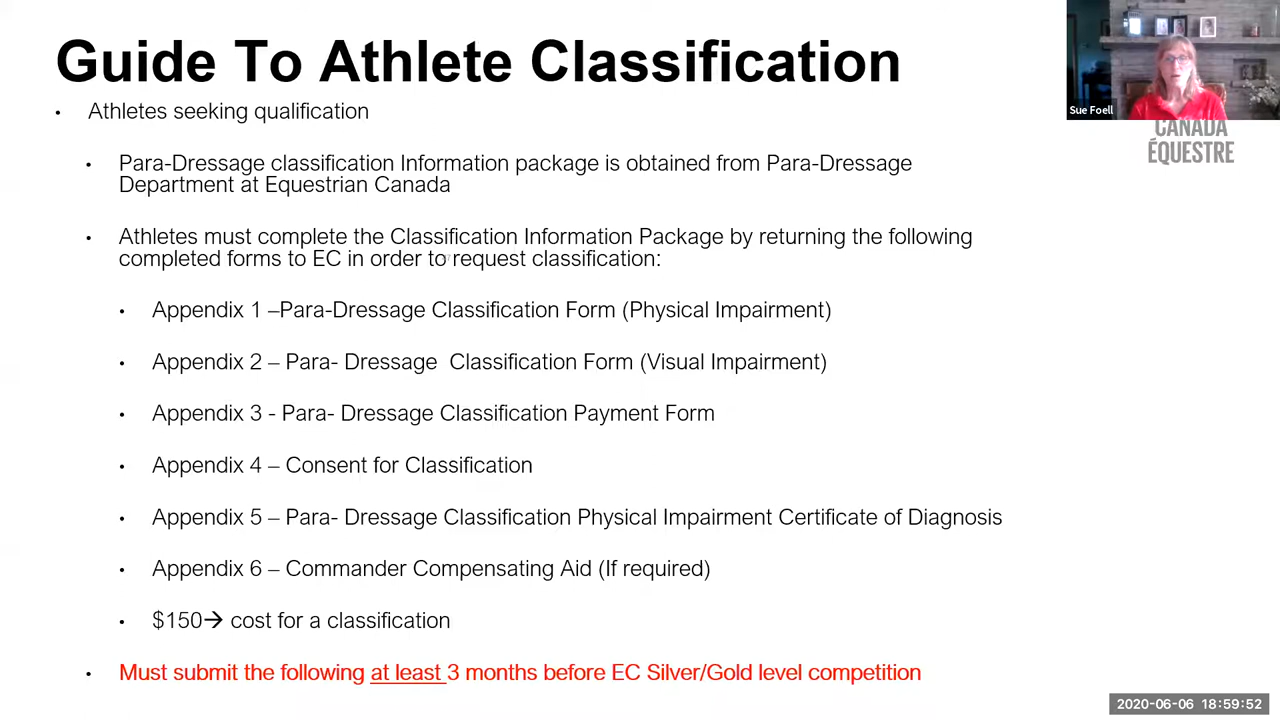 Guide To Athlete Classification
• Athletes seeking qualification
• Para-Dressage classification Information package is obtained from Para-Dressage
Department at Equestrian Canada
• Athletes must complete the Classification Information Package by returning the following
completed forms to EC in order to request classification:
• Appendix 1 –Para-Dressage Classification Form (Physical Impairment)
• Appendix 2 – Para- Dressage  Classification Form (Visual Impairment)
• Appendix 3 - Para- Dressage Classification Payment Form
• Appendix 4 – Consent for Classification
• Appendix 5 – Para- Dressage Classification Physical Impairment Certificate of Diagnosis
• Appendix 6 – Commander Compensating Aid (If required)
• $150→ cost for a classification
• Must submit the following at least 3 months before EC Silver/Gold level competition
Sue Foell
CANADA
ÉQUESTRE
2020-06-06 18:59:52